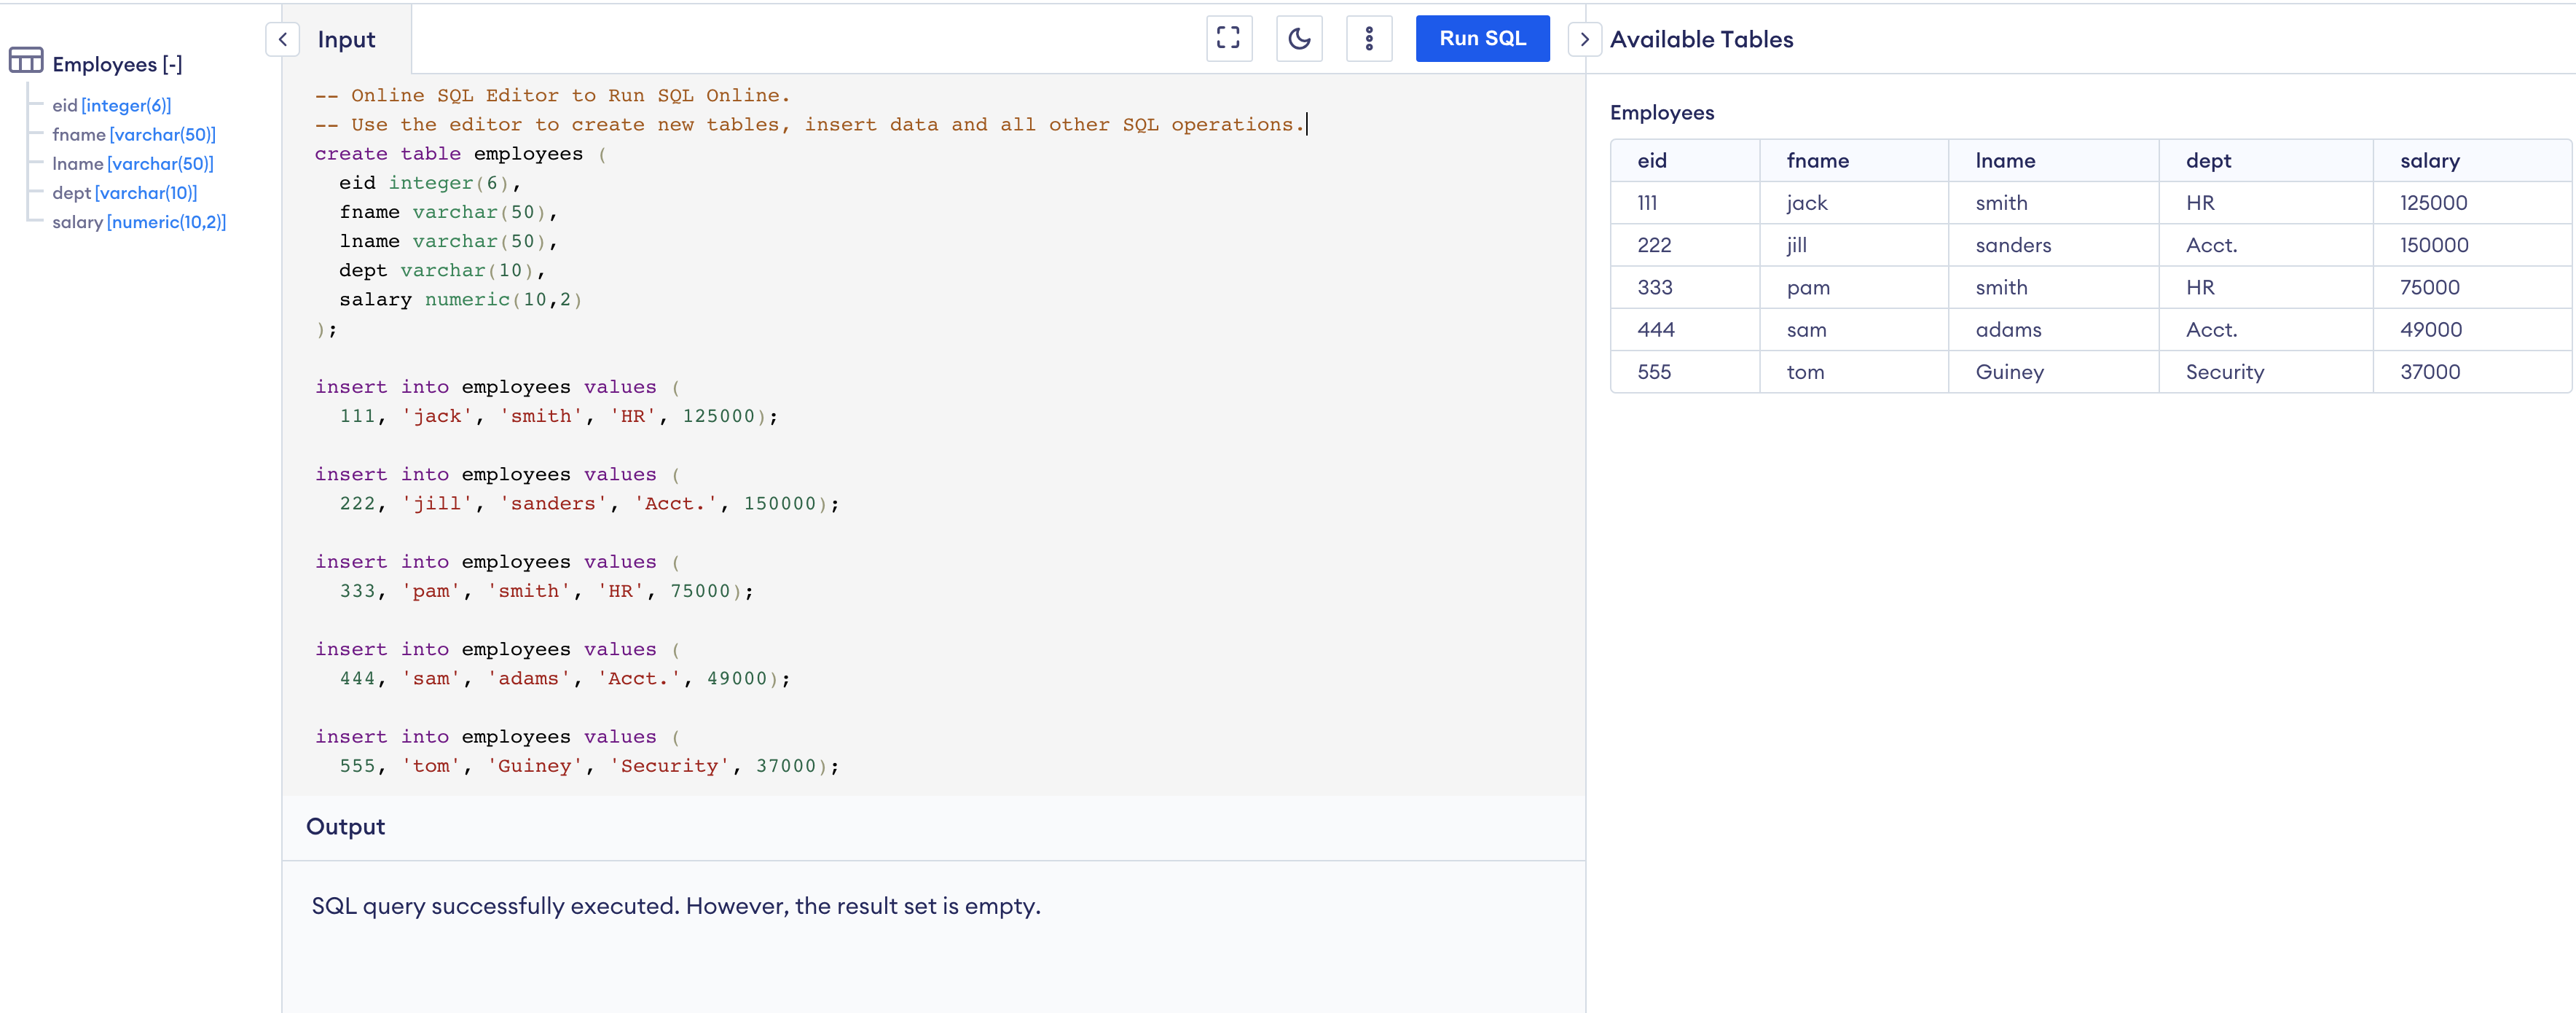 Employees [-]
eid [integer(6)]
fname [varchar(50)]
lname [varchar(50)]
dept [varchar(10)]
salary [numeric(10,2)]
Input
Run SQL
-- Online SQL Editor to Run SQL Online.
-- Use the editor to create new tables, insert data and all other SQL operations.
create table employees (
  eid integer(6),
  fname varchar(50),
  lname varchar(50),
  dept varchar(10),
  salary numeric(10,2)
);
insert into employees values (
  111, 'jack', 'smith', 'HR', 125000);
insert into employees values (
  222, 'jill', 'sanders', 'Acct.', 150000);
insert into employees values (
  333, 'pam', 'smith', 'HR', 75000);
insert into employees values (
  444, 'sam', 'adams', 'Acct.', 49000);
insert into employees values (
  555, 'tom', 'Guiney', 'Security', 37000);
Output
SQL query successfully executed. However, the result set is empty.
Available Tables
Employees
eid fname lname dept salary
111 jack smith HR 125000
222 jill sanders Acct. 150000
333 pam smith HR 75000
444 sam adams Acct. 49000
555 tom Guiney Security 37000